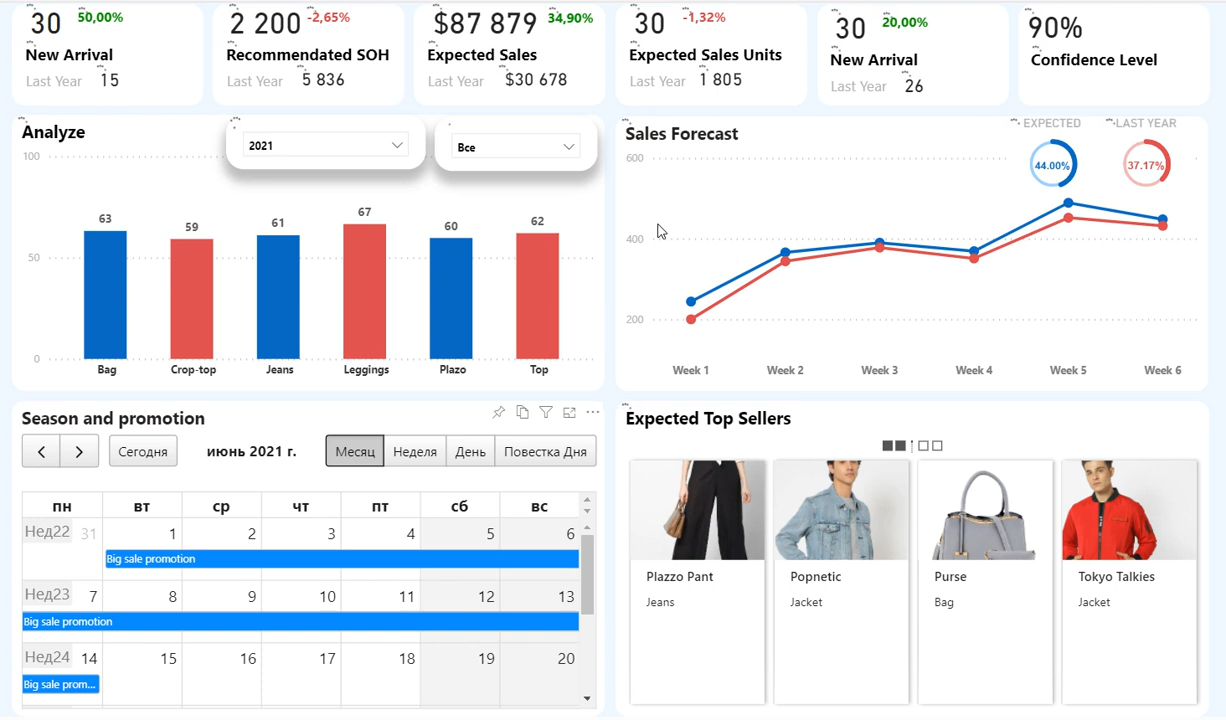 30 50,00%
New Arrival
Last Year 15
2 200 -2,65%
Recommendated SOH
Last Year 5 836
$87 879 34,90%
Expected Sales
Last Year $30 678
30 -1,32%
Expected Sales Units
Last Year 1 805
30 20,00%
New Arrival
Last Year 26
90%
Confidence Level
Analyze
2021
Все
100
50
0
63
59
61
67
60
62
Bag
Crop-top
Jeans
Leggings
Plazo
Top
Sales Forecast
EXPECTED
LAST YEAR
44.00%
37.17%
600
400
200
Week 1
Week 2
Week 3
Week 4
Week 5
Week 6
Season and promotion
Сегодня
июнь 2021 г.
Месяц
Неделя
День
Повестка Дня
пн вт ср чт пт сб вс
Нед22 31 1 2 3 4 5 6
Big sale promotion
Нед23 7 8 9 10 11 12 13
Big sale promotion
Нед24 14 15 16 17 18 19 20
Big sale prom...
Expected Top Sellers
Plazzo Pant
Jeans
Popnetic
Jacket
Purse
Bag
Tokyo Talkies
Jacket